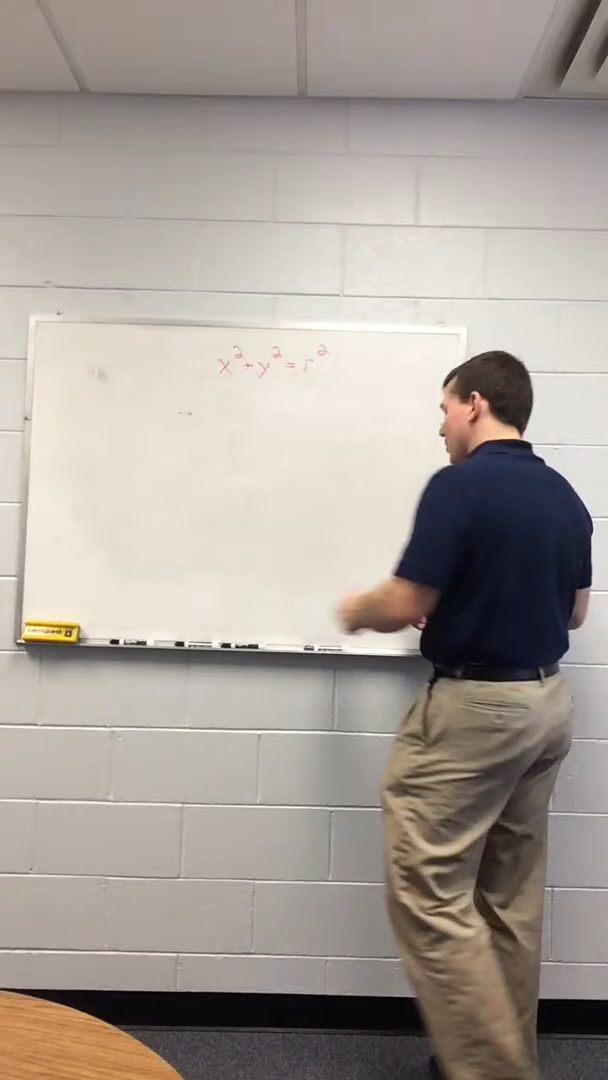 x² + y² = r²